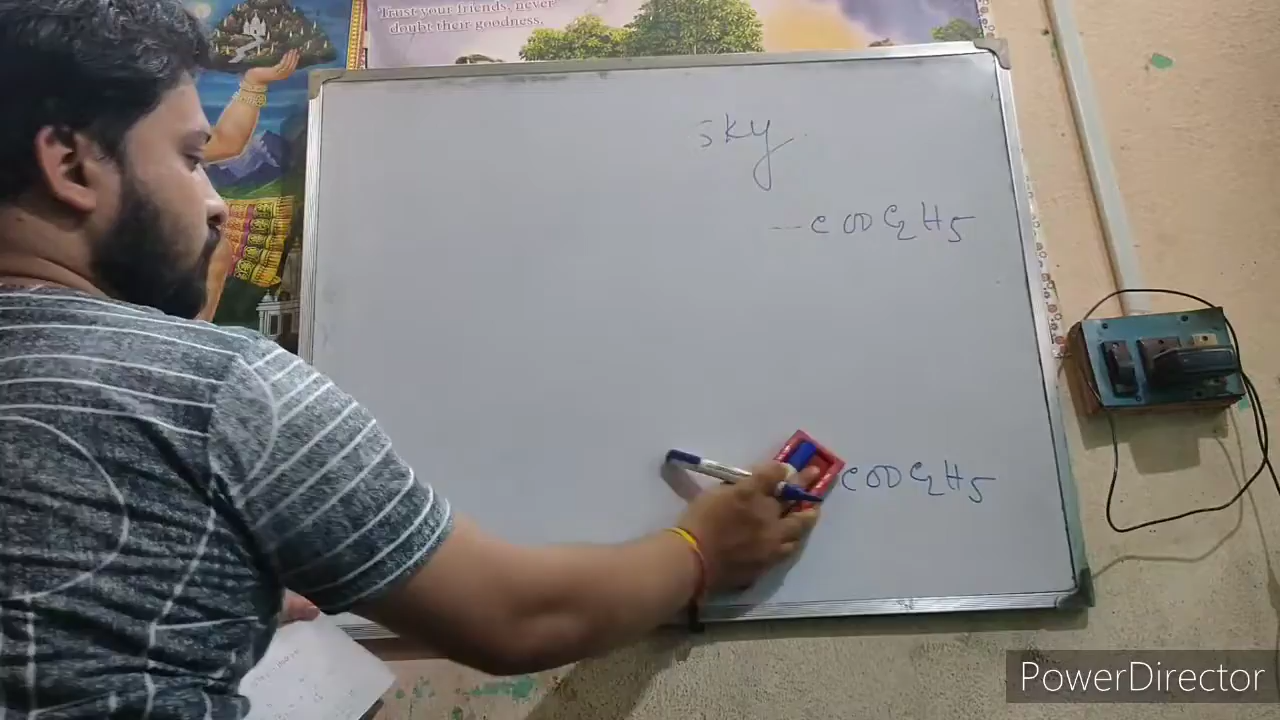 Trust your friends, never
doubt their goodness.
sky
—COOC2H5
COOC2H5
PowerDirector